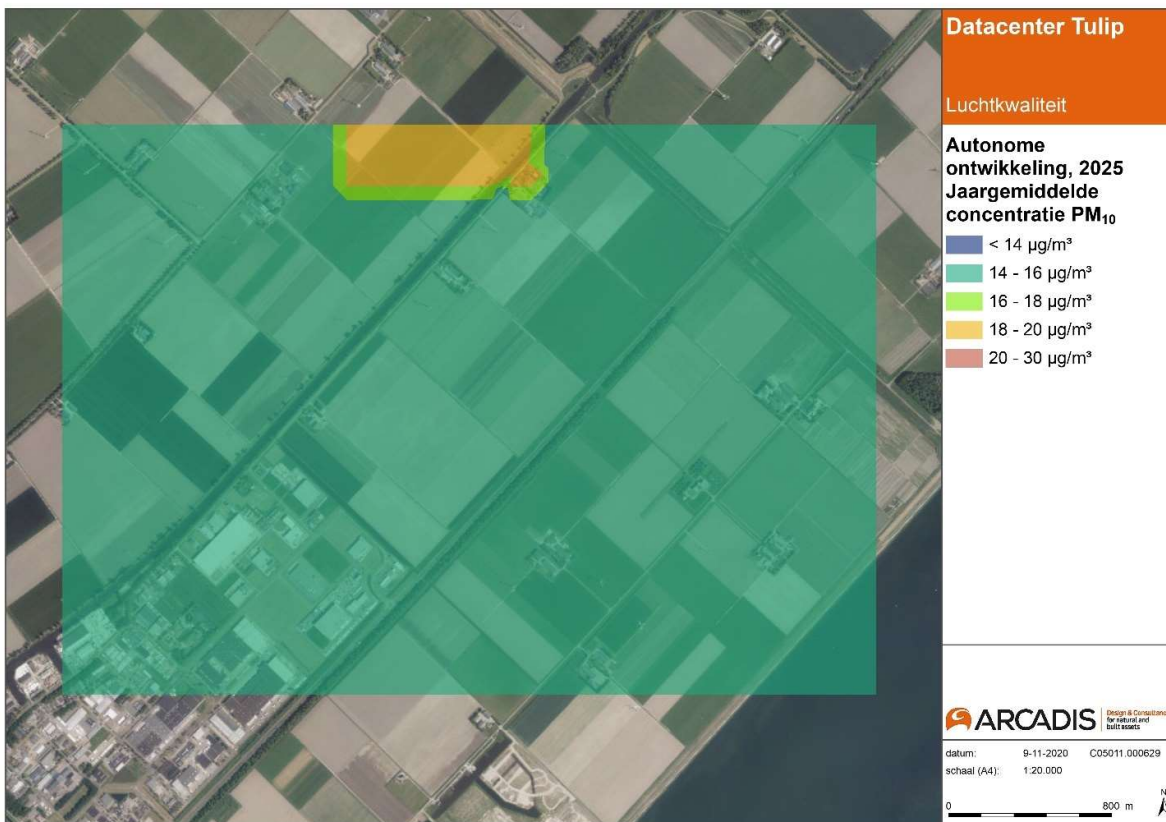 Datacenter Tulip
Luchtkwaliteit
Autonome
ontwikkeling, 2025
Jaargemiddelde
concentratie PM₁₀
< 14 µg/m³
14 - 16 µg/m³
16 - 18 µg/m³
18 - 20 µg/m³
20 - 30 µg/m³
ARCADIS
Design & Consultancy
for natural and
built assets
datum: 9-11-2020 C05011.000629
schaal (A4): 1:20.000
0 800 m
N